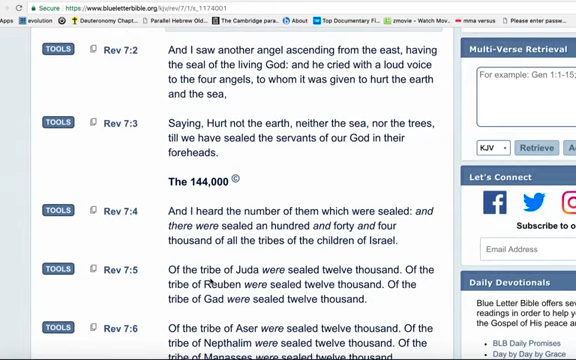 Secure
https://www.blueletterbible.org/kjv/rev/7/1/s_1174001
evolution
Deuteronomy Chapt...
Parallel Hebrew Old...
The Cambridge para...
About
Top Documentary Fi...
zmovie - Watch Mov...
mma versus
Please enter passw...
TOOLS Rev 7:2 And I saw another angel ascending from the east, having
the seal of the living God: and he cried with a loud voice
to the four angels, to whom it was given to hurt the earth
and the sea,
TOOLS Rev 7:3 Saying, Hurt not the earth, neither the sea, nor the trees,
till we have sealed the servants of our God in their
foreheads.
The 144,000 ©
TOOLS Rev 7:4 And I heard the number of them which were sealed: and
there were sealed an hundred and forty and four
thousand of all the tribes of the children of Israel.
TOOLS Rev 7:5 Of the tribe of Juda were sealed twelve thousand. Of the
tribe of Reuben were sealed twelve thousand. Of the
tribe of Gad were sealed twelve thousand.
TOOLS Rev 7:6 Of the tribe of Aser were sealed twelve thousand. Of the
tribe of Nepthalim were sealed twelve thousand. Of the
tribe of Manasses were sealed twelve thousand.
Multi-Verse Retrieval
For example: Gen 1:1-15;
KJV Retrieve
Let's Connect
Subscribe to o
Email Address
Daily Devotionals
Blue Letter Bible offers sev
readings in order to help yo
the Gospel of His peace an
BLB Daily Promises
Day by Day by Grace